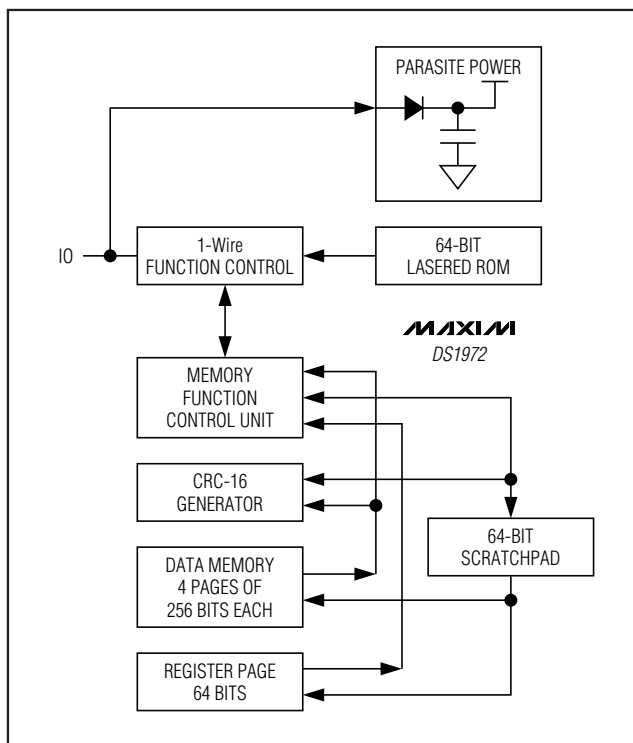 PARASITE POWER
IO
1-Wire
FUNCTION CONTROL
64-BIT
LASERED ROM
MAXIM
DS1972
MEMORY
FUNCTION
CONTROL UNIT
CRC-16
GENERATOR
64-BIT
SCRATCHPAD
DATA MEMORY
4 PAGES OF
256 BITS EACH
REGISTER PAGE
64 BITS